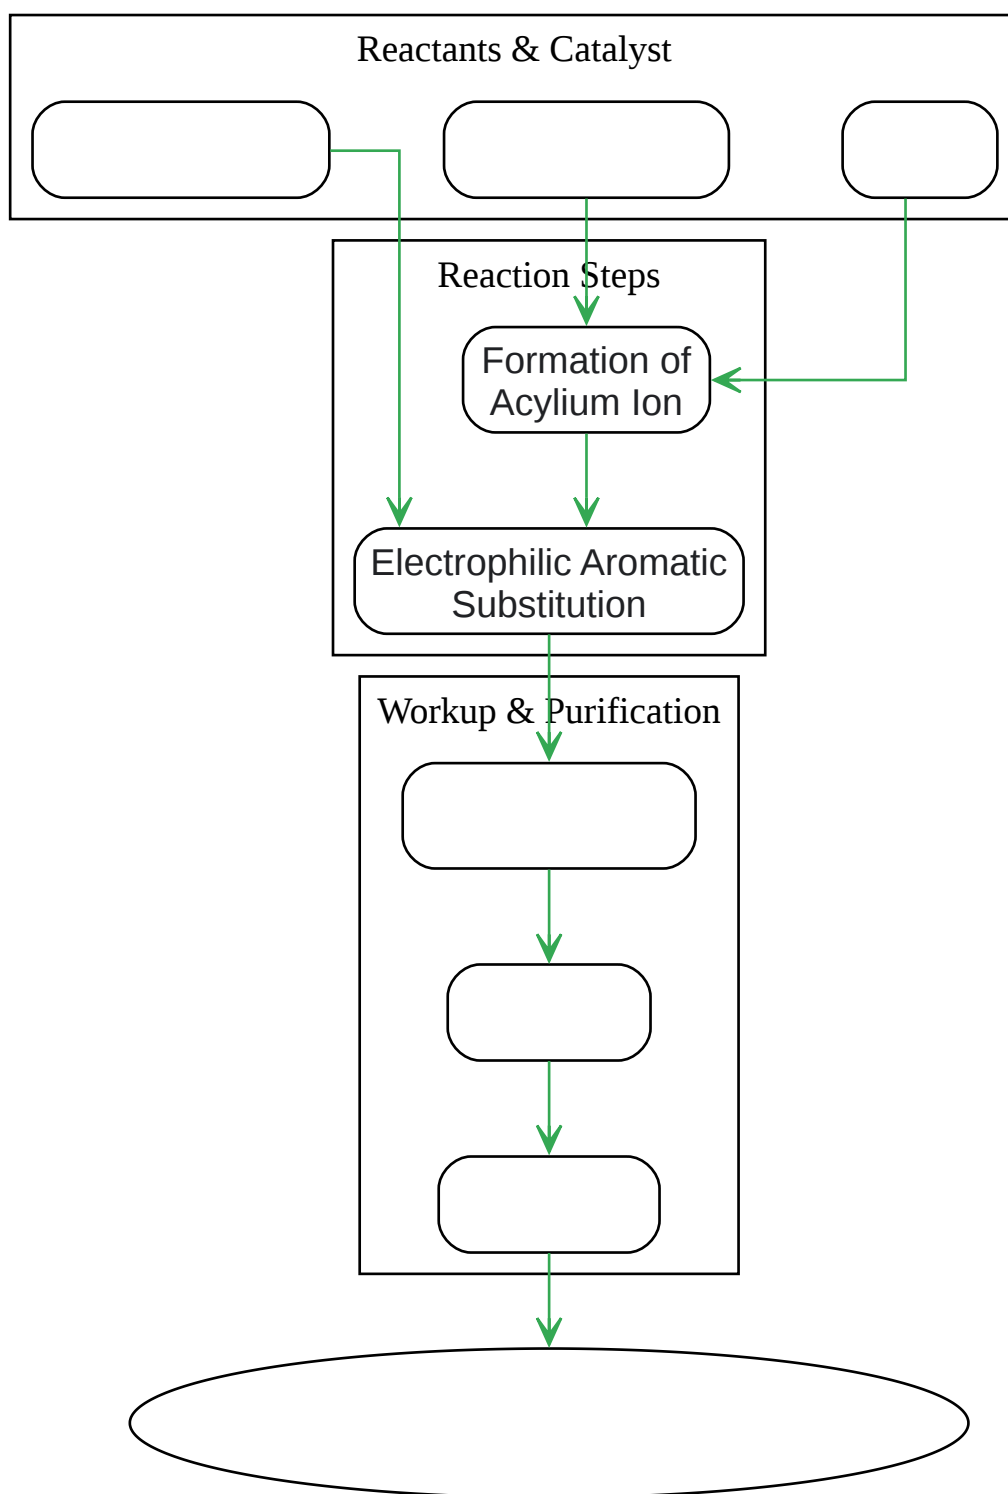 Reactants & Catalyst
Reaction Steps
Formation of
Acylium Ion
Electrophilic Aromatic
Substitution
Workup & Purification